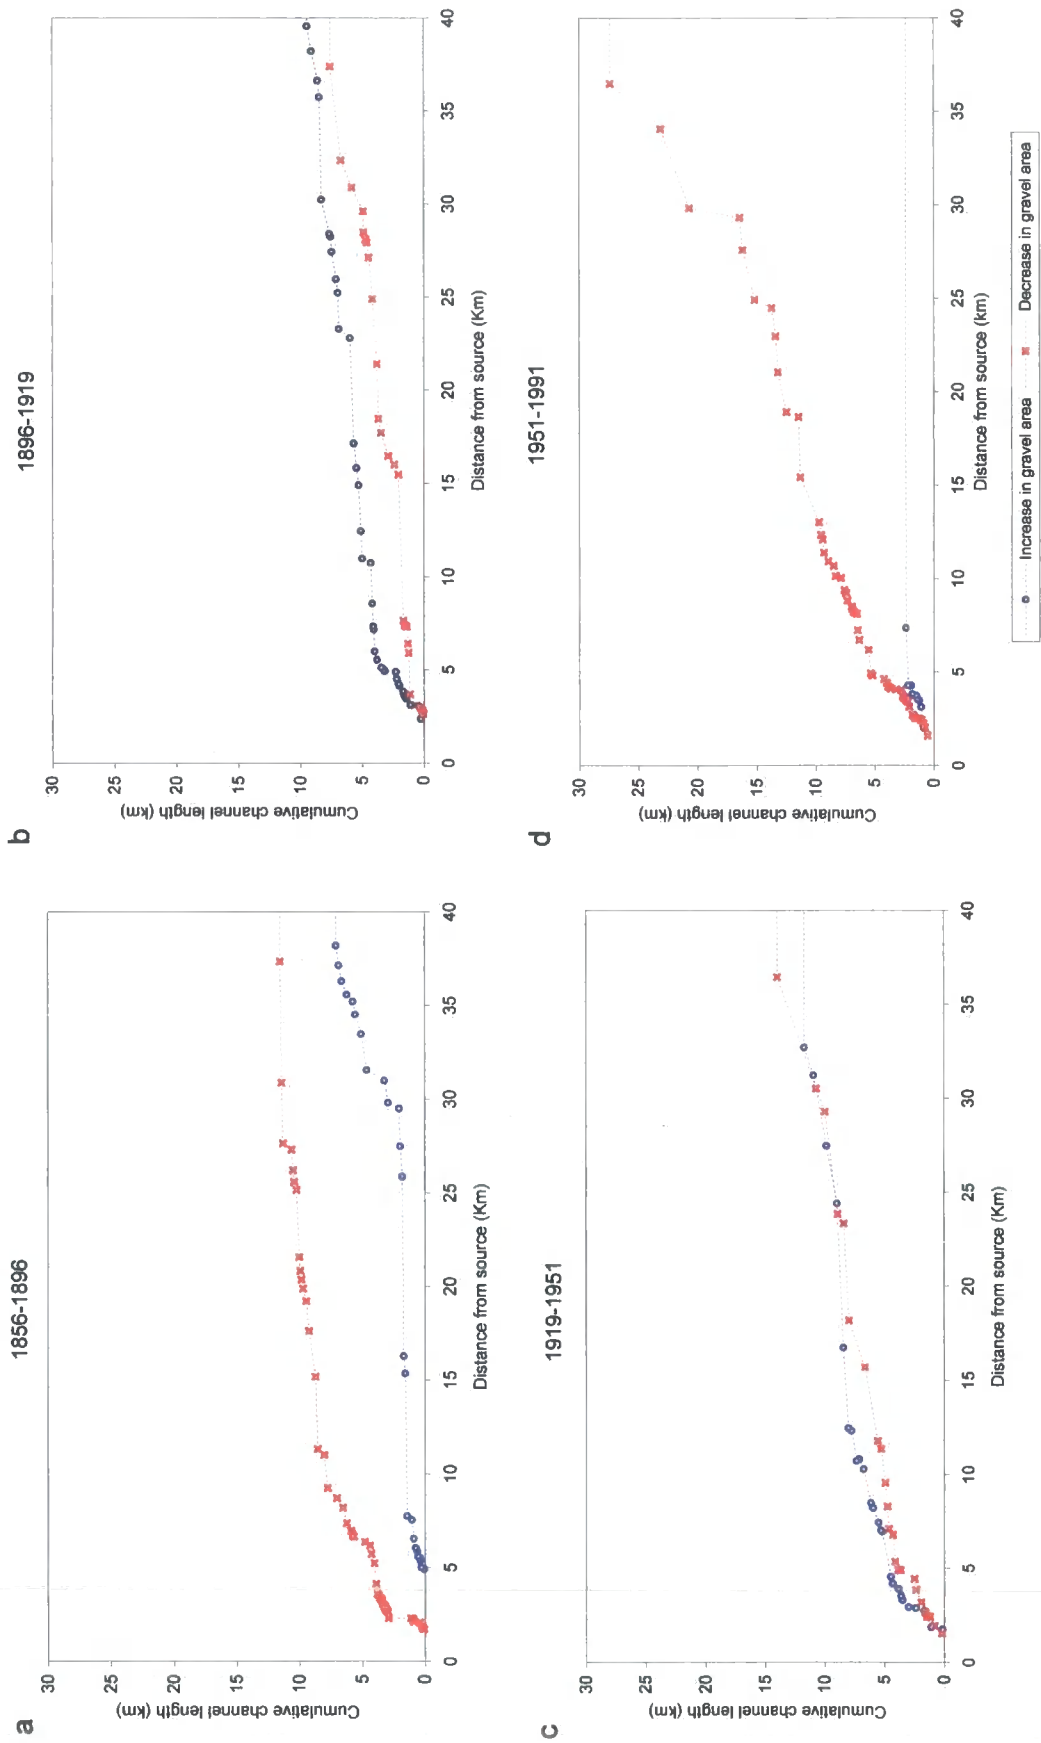 a
1856-1896
Cumulative channel length (km)
30
25
20
15
10
5
0
0 5 10 15 20 25 30 35 40
Distance from source (Km)
b
1896-1919
Cumulative channel length (km)
30
25
20
15
10
5
0
0 5 10 15 20 25 30 35 40
Distance from source (Km)
c
1919-1951
Cumulative channel length (km)
30
25
20
15
10
5
0
0 5 10 15 20 25 30 35 40
Distance from source (Km)
d
1951-1991
Cumulative channel length (km)
30
25
20
15
10
5
0
0 5 10 15 20 25 30 35 40
Distance from source (km)
Increase in gravel area Decrease in gravel area